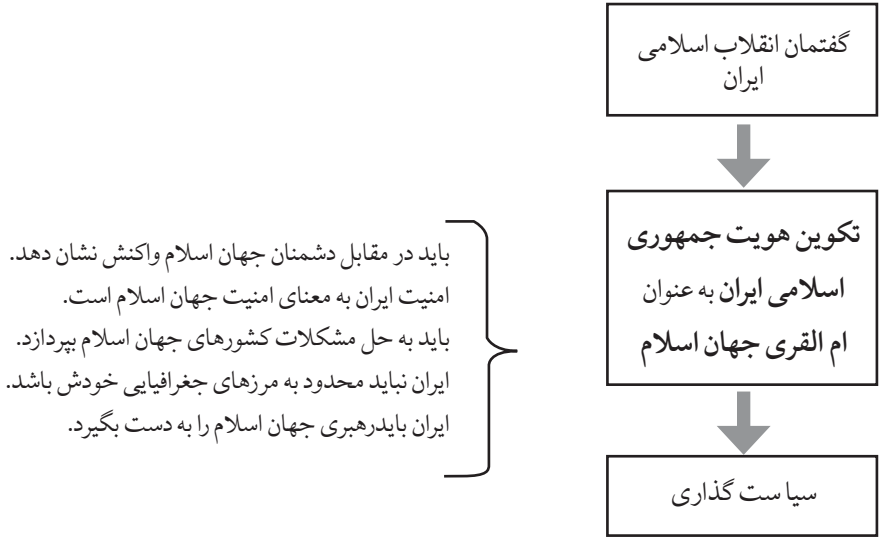 گفتمان انقلاب اسلامی
ایران
تکوین هویت جمهوری
اسلامی ایران به عنوان
ام القری جهان اسلام
باید در مقابل دشمنان جهان اسلام واکنش نشان دهد.
امنیت ایران به معنای امنیت جهان اسلام است.
باید به حل مشکلات کشورهای جهان اسلام بپردازد.
ایران نباید محدود به مرزهای جغرافیایی خودش باشد.
ایران بایدرهبری جهان اسلام را به دست بگیرد.
سیا ست گذاری